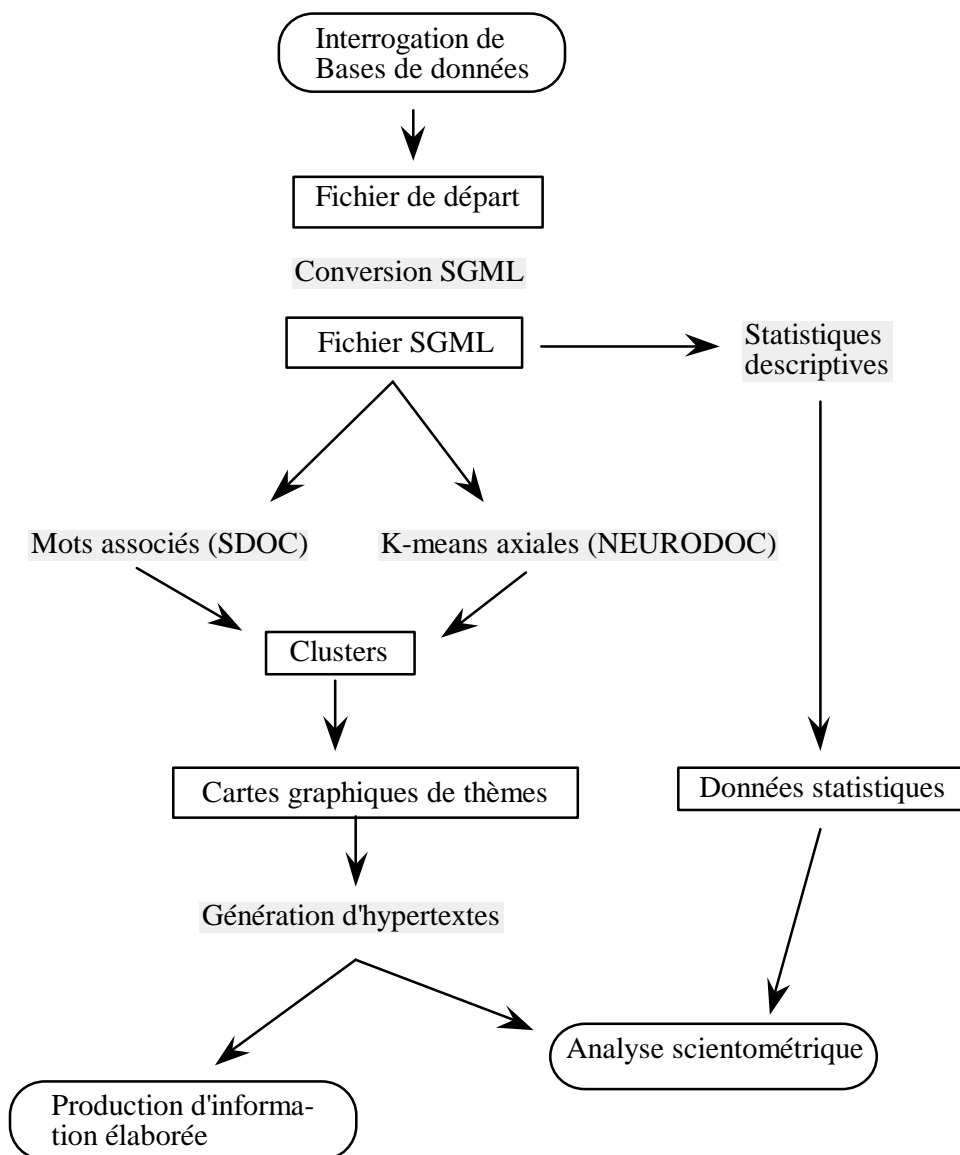 Interrogation de
Bases de données
Fichier de départ
Conversion SGML
Fichier SGML
Statistiques
descriptives
Mots associés (SDOC)
K-means axiales (NEURODOC)
Clusters
Cartes graphiques de thèmes
Données statistiques
Génération d'hypertextes
Analyse scientométrique
Production d'informa-
tion élaborée